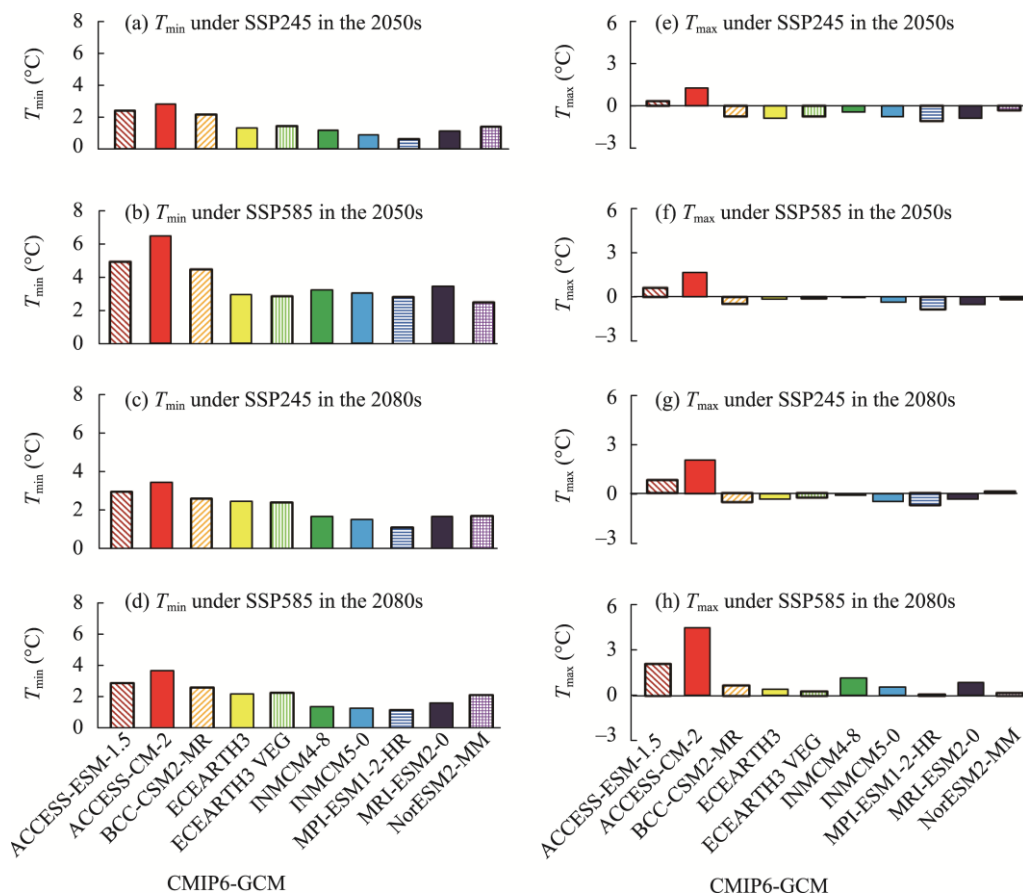 (a) Tmin under SSP245 in the 2050s
Tmin (°C)
8
6
4
2
0
(b) Tmin under SSP585 in the 2050s
Tmin (°C)
8
6
4
2
0
(c) Tmin under SSP245 in the 2080s
Tmin (°C)
8
6
4
2
0
(d) Tmin under SSP585 in the 2080s
Tmin (°C)
8
6
4
2
0
ACCESS-ESM-1.5
ACCESS-CM-2
BCC-CSM2-MR
ECEARTH3
ECEARTH3 VEG
INMCM4-8
INMCM5-0
MPI-ESM1-2-HR
MRI-ESM2-0
NorESM2-MM
CMIP6-GCM
(e) Tmax under SSP245 in the 2050s
Tmax (°C)
6
3
0
–3
(f) Tmax under SSP585 in the 2050s
Tmax (°C)
6
3
0
–3
(g) Tmax under SSP245 in the 2080s
Tmax (°C)
6
3
0
–3
(h) Tmax under SSP585 in the 2080s
Tmax (°C)
6
3
0
–3
ACCESS-ESM-1.5
ACCESS-CM-2
BCC-CSM2-MR
ECEARTH3
ECEARTH3 VEG
INMCM4-8
INMCM5-0
MPI-ESM1-2-HR
MRI-ESM2-0
NorESM2-MM
CMIP6-GCM